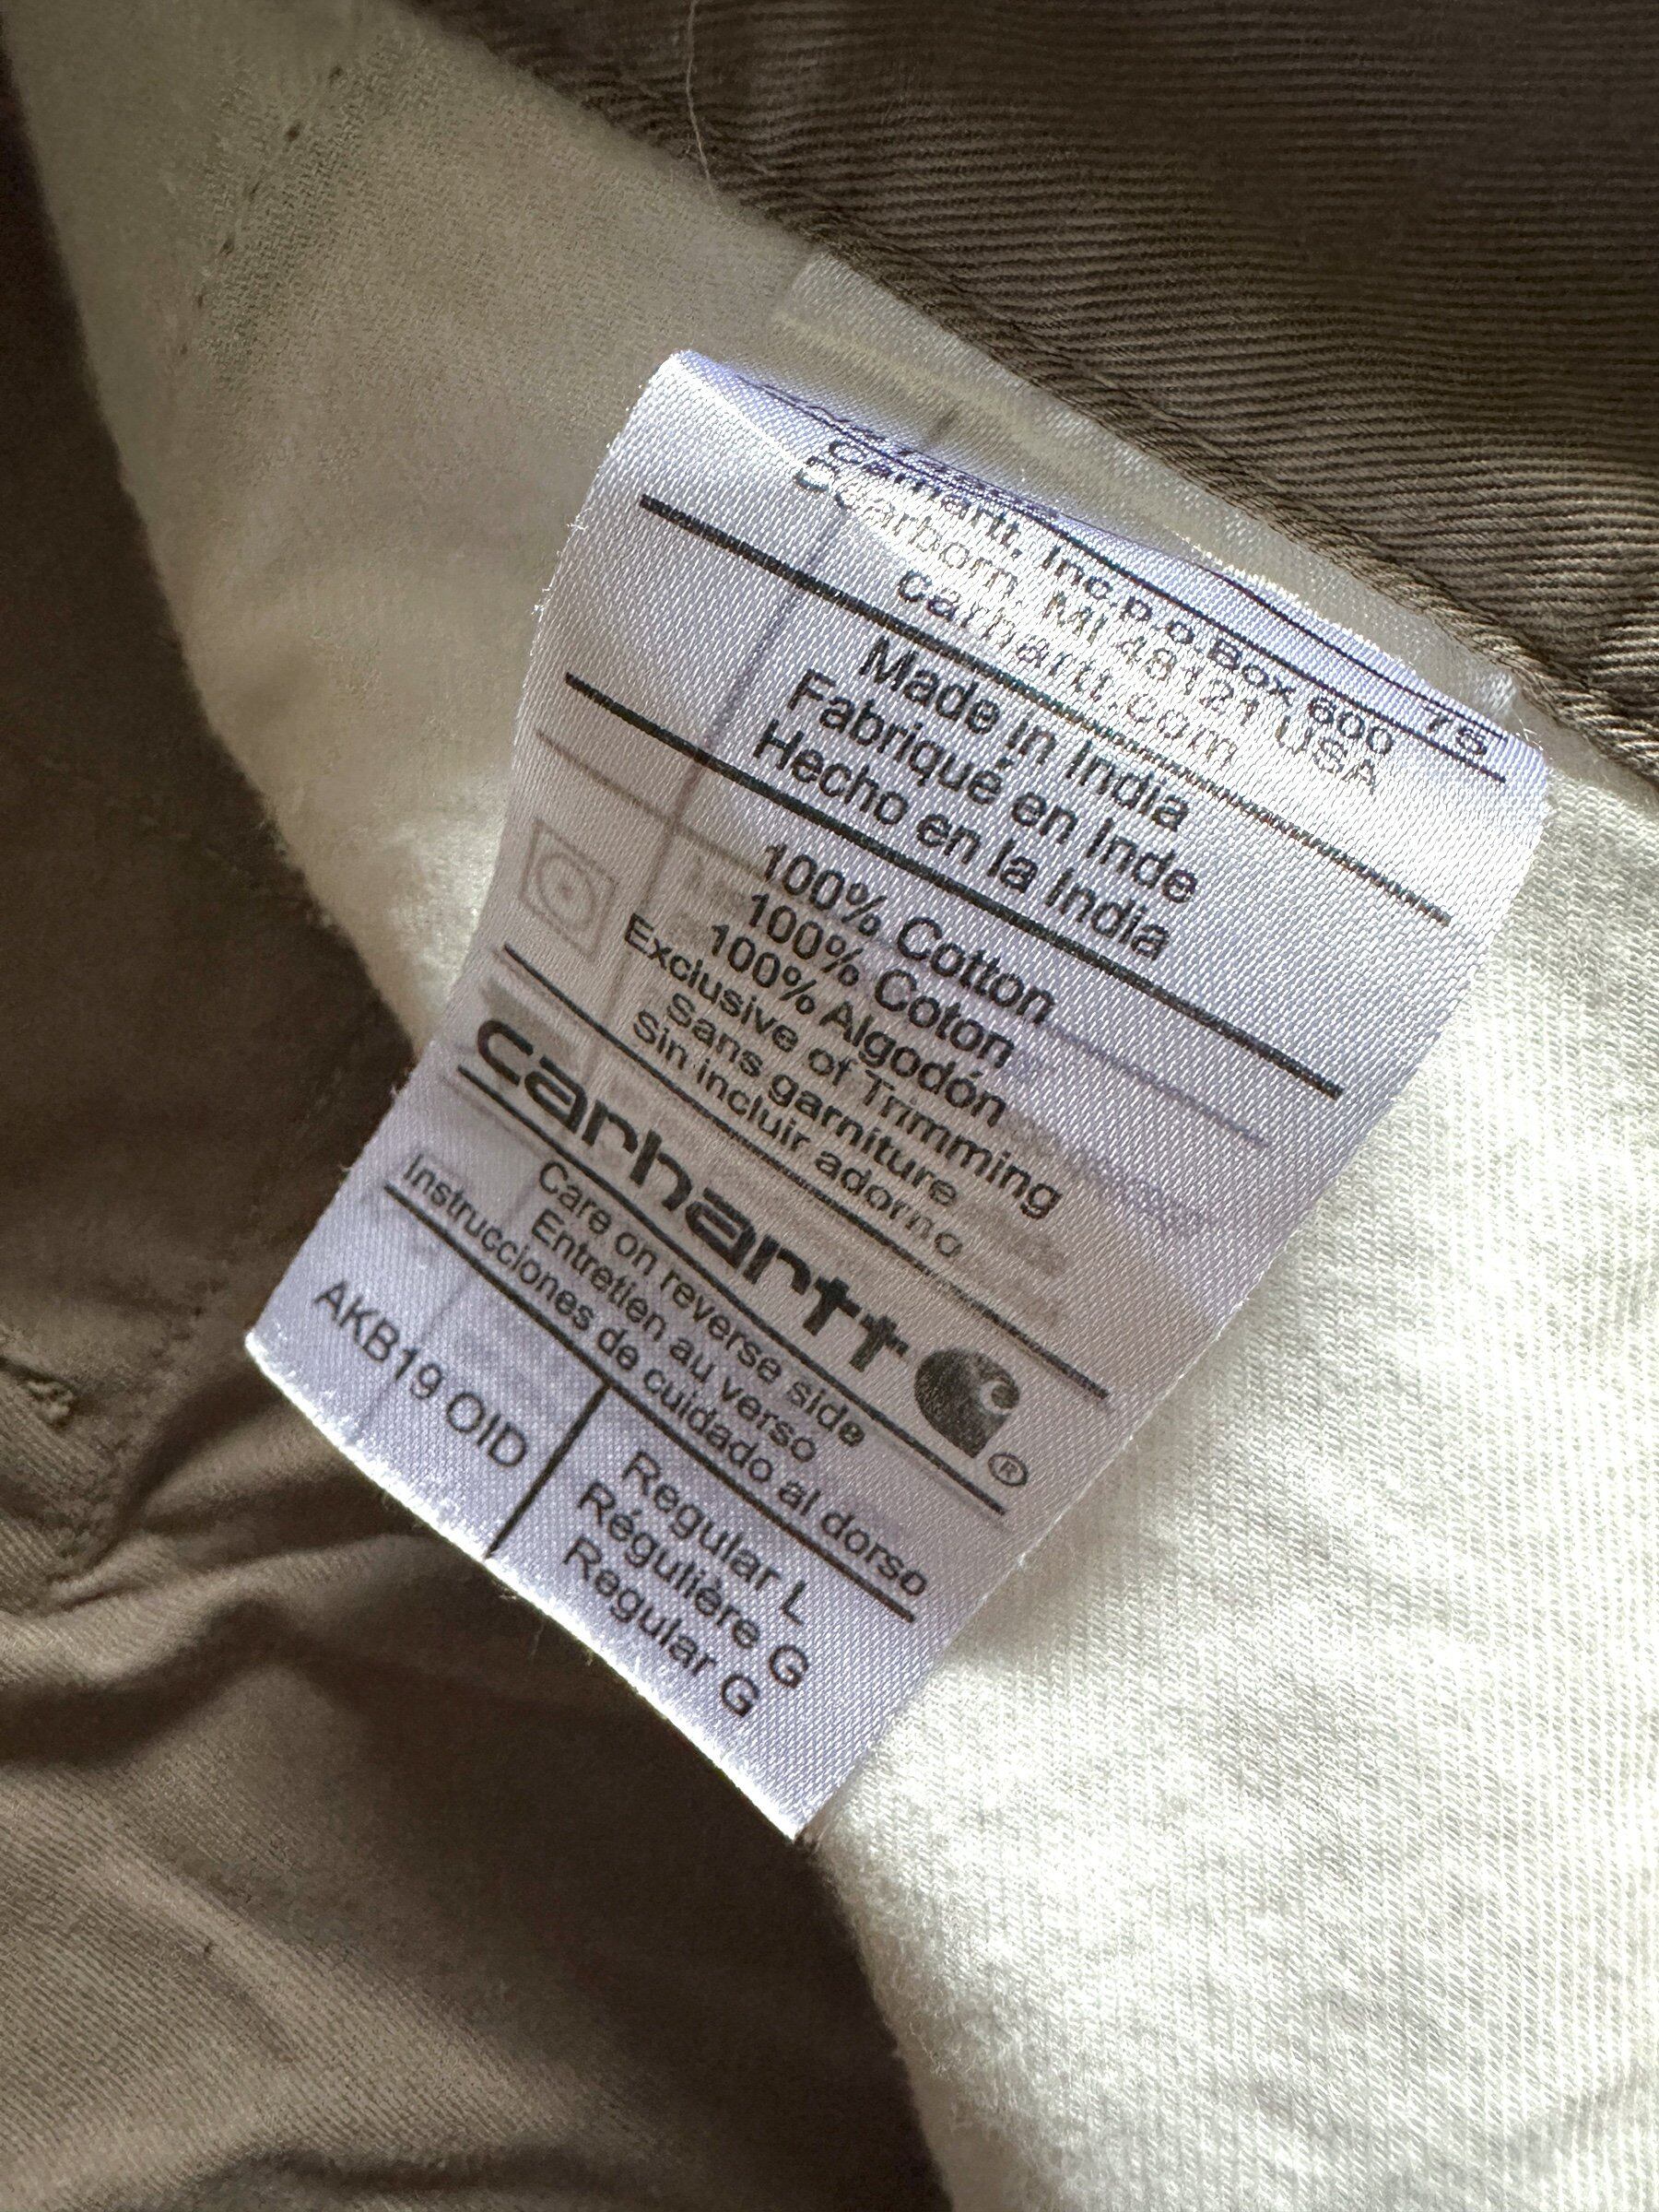 75
Carhartt, Inc. P.O. Box 600
Dearborn, MI 48121 USA
carhartt.com
Made in India
Fabriqué en Inde
Hecho en la India
100% Cotton
100% Coton
100% Algodón
Exclusive of Trimming
Sans garniture
Sin incluir adorno
carhartt ®
Care on reverse side
Entretien au verso
Instrucciones de cuidado al dorso
AKB19 OID
Regular L
Régulière G
Regular G